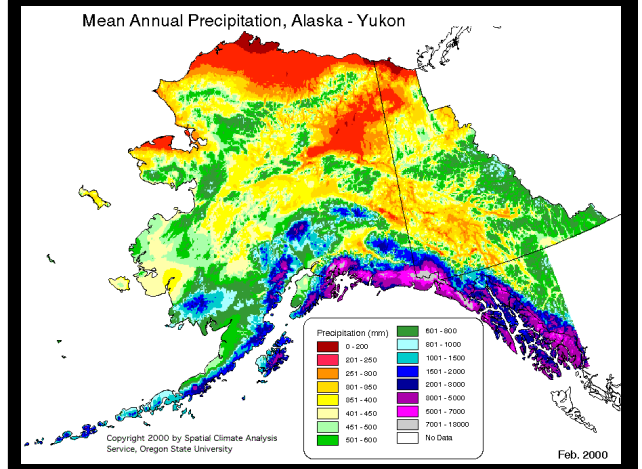 Mean Annual Precipitation, Alaska - Yukon
Precipitation (mm)
0 - 200
201 - 250
251 - 300
301 - 350
351 - 400
401 - 450
451 - 500
501 - 600
601 - 800
801 - 1000
1001 - 1500
1501 - 2000
2001 - 3000
3001 - 5000
5001 - 7000
7001 - 18000
No Data
Copyright 2000 by Spatial Climate Analysis
Service, Oregon State University
Feb. 2000